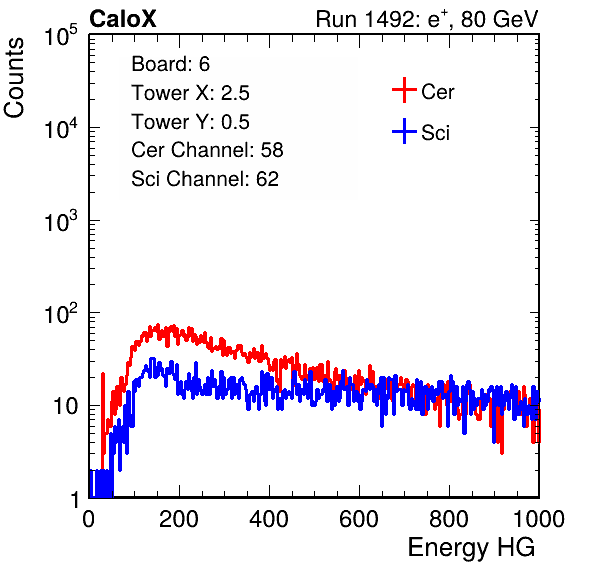 CaloX Run 1492: e⁺, 80 GeV
Counts
10⁵
10⁴
10³
10²
10
1
Board: 6
Tower X: 2.5
Tower Y: 0.5
Cer Channel: 58
Sci Channel: 62
Cer
Sci
0 200 400 600 800 1000
Energy HG